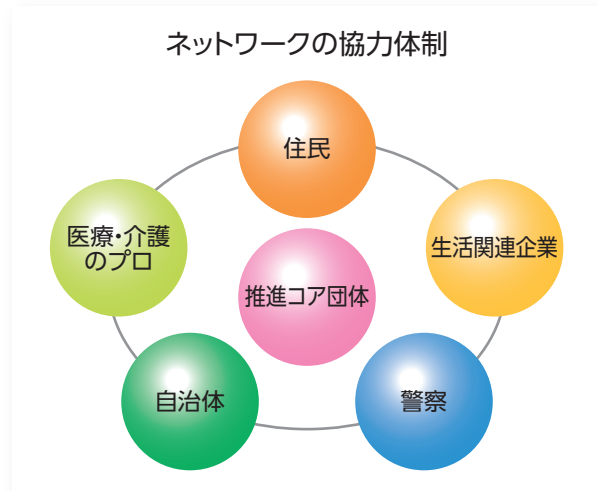 ネットワークの協力体制
住民
医療・介護
のプロ
生活関連企業
推進コア団体
自治体
警察